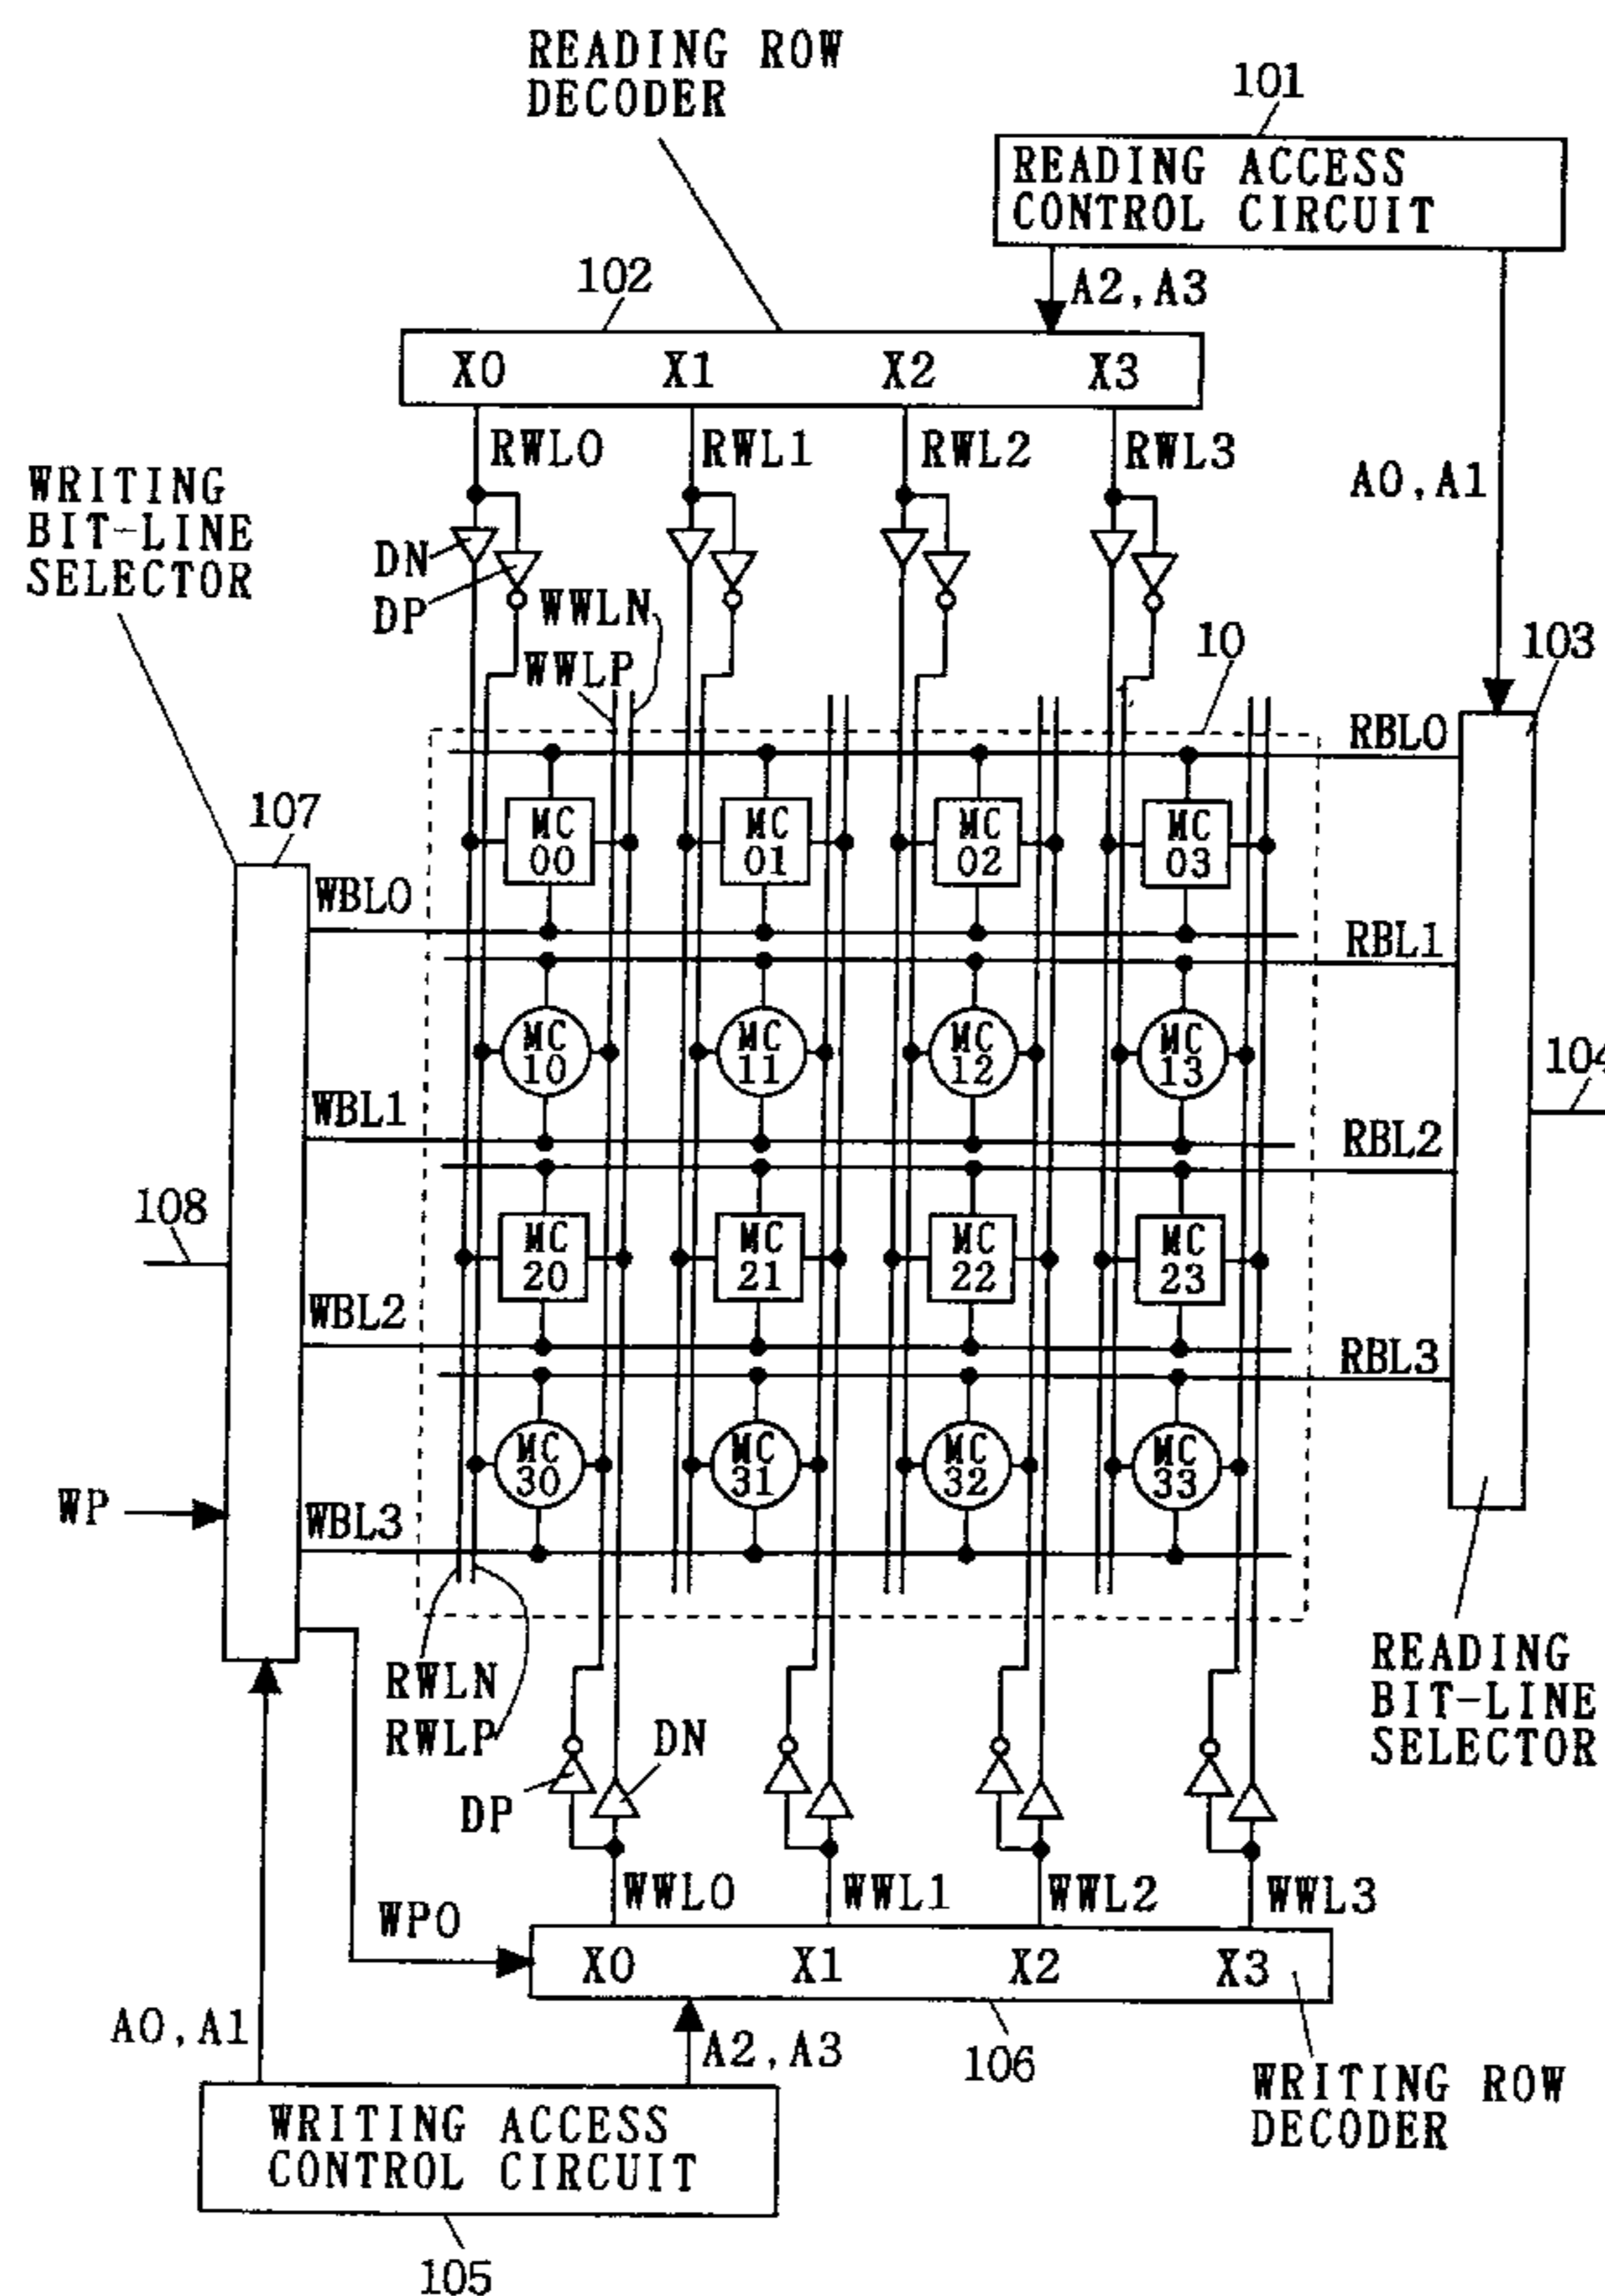 READING ROW
DECODER
101
READING ACCESS
CONTROL CIRCUIT
102
A2,A3
X0 X1 X2 X3
RWL0 RWL1 RWL2 RWL3
A0,A1
WRITING
BIT-LINE
SELECTOR
DN
DP
WWLN
WWLP
10
103
RBL0
107
MC
00
MC
01
MC
02
MC
03
WBL0
RBL1
MC
10
MC
11
MC
12
MC
13
104
WBL1
RBL2
108
MC
20
MC
21
MC
22
MC
23
WBL2
RBL3
MC
30
MC
31
MC
32
MC
33
WP
WBL3
RWLN
RWLP
READING
BIT-LINE
SELECTOR
DN
DP
WWL0 WWL1 WWL2 WWL3
WP0
X0 X1 X2 X3
A0,A1
A2,A3
106
WRITING ROW
DECODER
WRITING ACCESS
CONTROL CIRCUIT
105